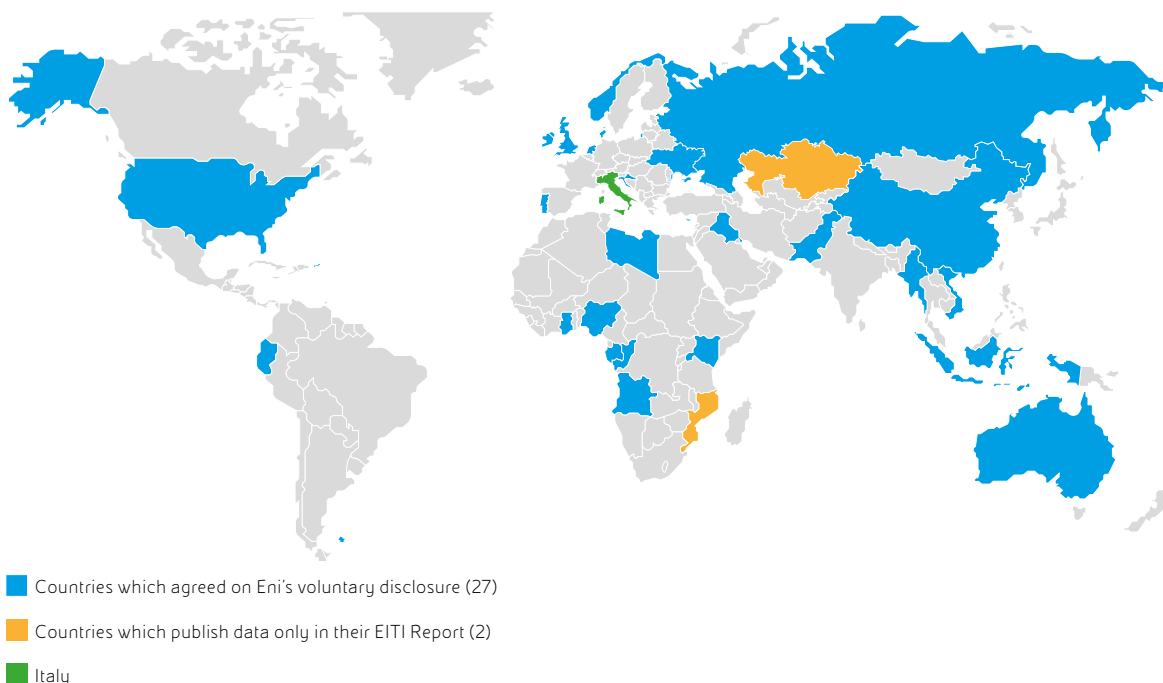 Countries which agreed on Eni's voluntary disclosure (27)
Countries which publish data only in their EITI Report (2)
Italy